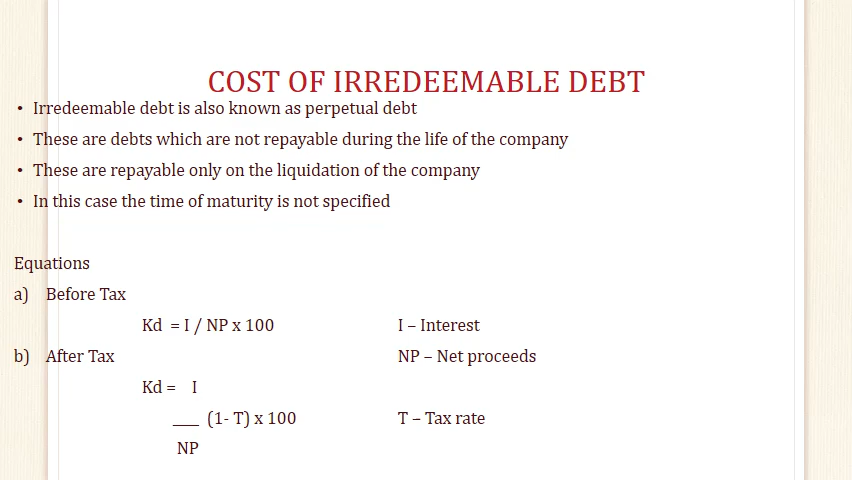 COST OF IRREDEEMABLE DEBT
• Irredeemable debt is also known as perpetual debt
• These are debts which are not repayable during the life of the company
• These are repayable only on the liquidation of the company
• In this case the time of maturity is not specified
Equations
a) Before Tax
Kd = I / NP x 100 I – Interest
b) After Tax NP – Net proceeds
Kd = I
___ (1- T) x 100 T – Tax rate
NP